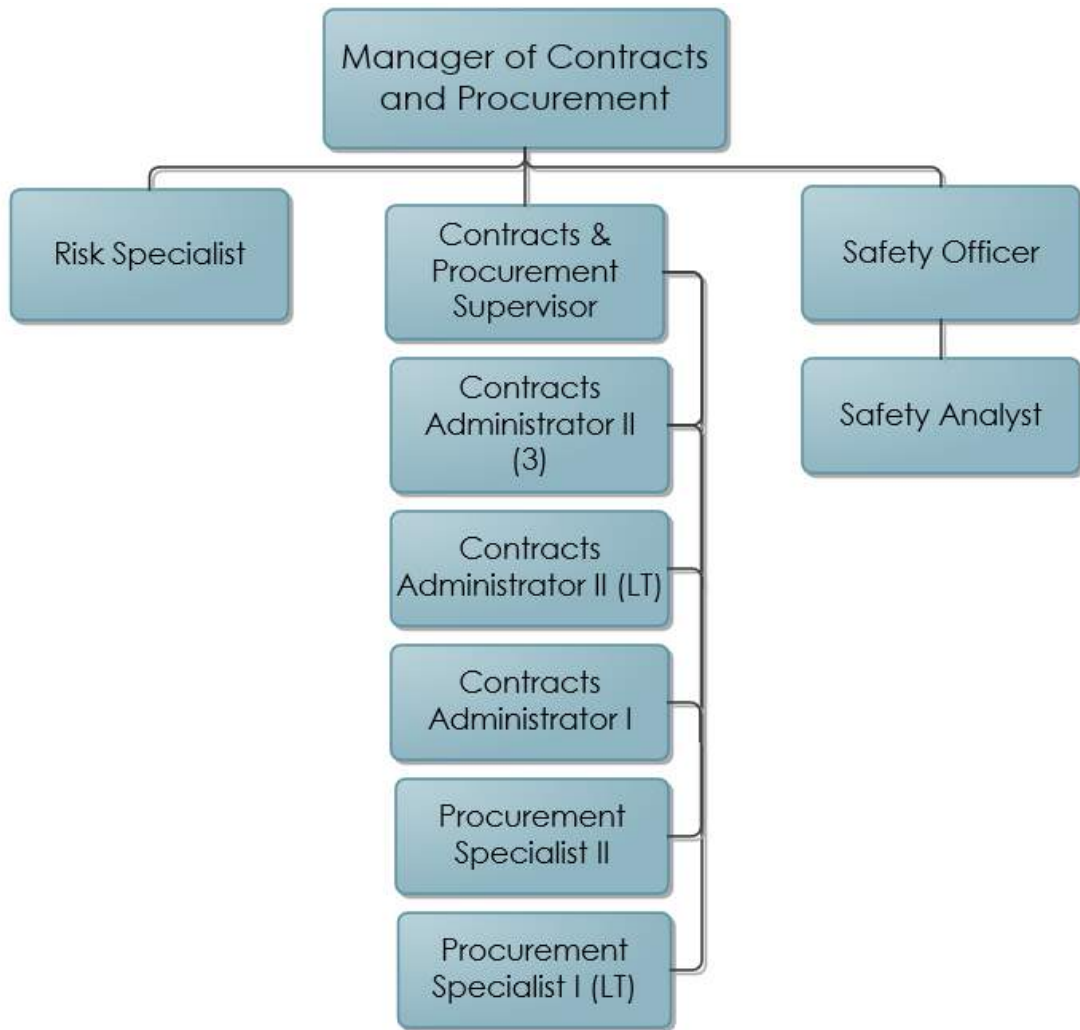 Manager of Contracts
and Procurement
Risk Specialist
Contracts &
Procurement
Supervisor
Safety Officer
Contracts
Administrator II
(3)
Safety Analyst
Contracts
Administrator II (LT)
Contracts
Administrator I
Procurement
Specialist II
Procurement
Specialist I (LT)